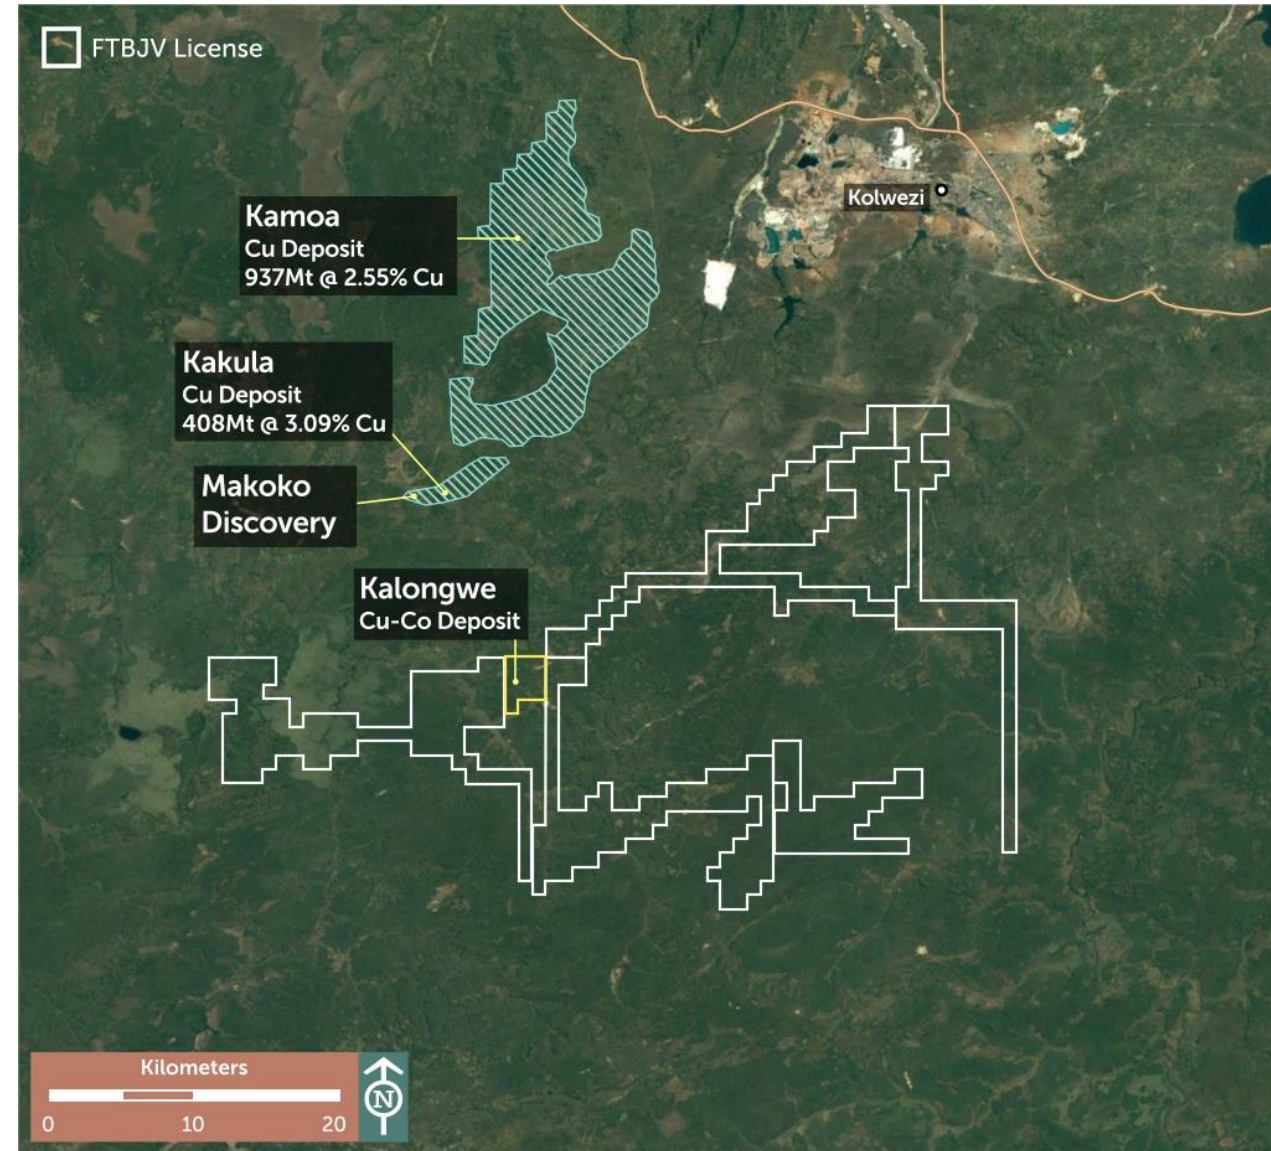 FTBJV License
Kolwezi
Kamoa
Cu Deposit
937Mt @ 2.55% Cu
Kakula
Cu Deposit
408Mt @ 3.09% Cu
Makoko
Discovery
Kalongwe
Cu-Co Deposit
Kilometers
0 10 20
N